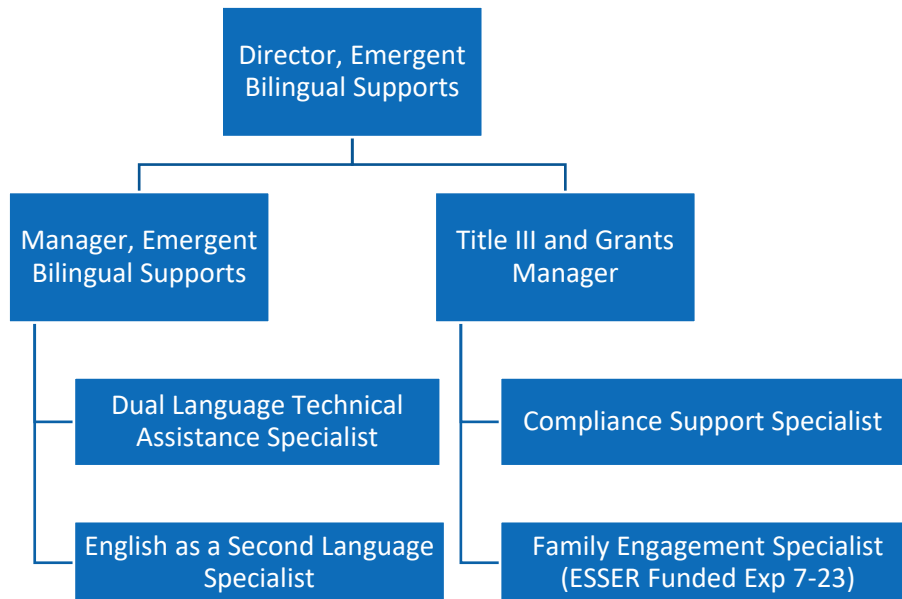 Director, Emergent
Bilingual Supports
Manager, Emergent
Bilingual Supports
Title III and Grants
Manager
Dual Language Technical
Assistance Specialist
Compliance Support Specialist
English as a Second Language
Specialist
Family Engagement Specialist
(ESSER Funded Exp 7-23)